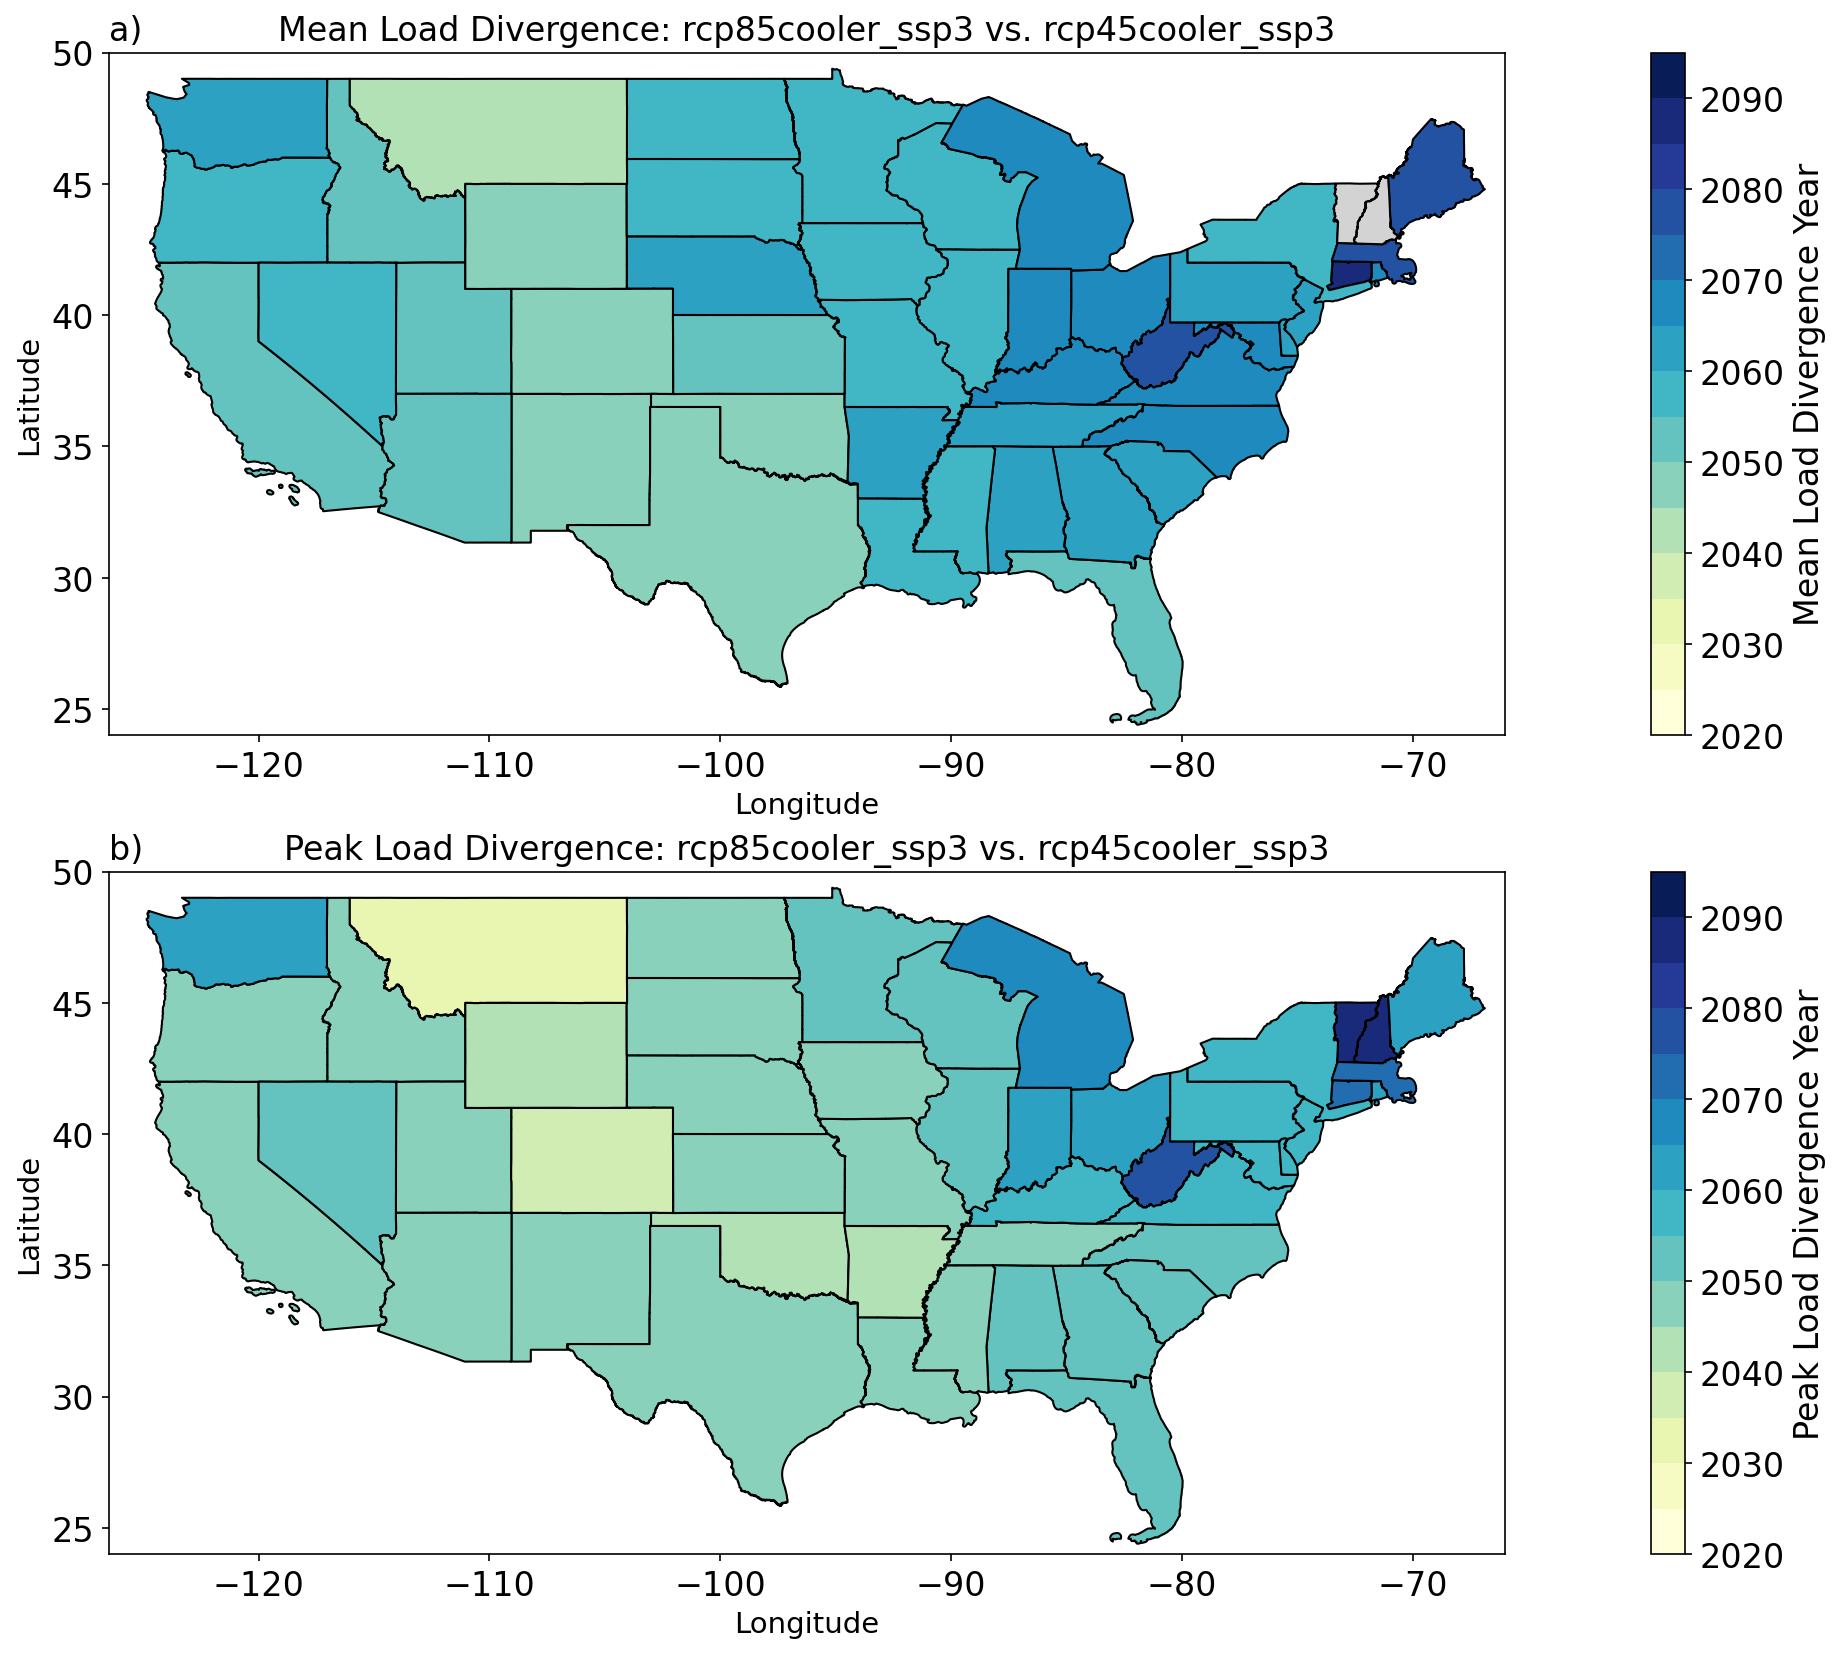 a) Mean Load Divergence: rcp85cooler_ssp3 vs. rcp45cooler_ssp3
50
45
40
35
30
25
Latitude
−120 −110 −100 −90 −80 −70
Longitude
2090
2080
2070
2060
2050
2040
2030
2020
Mean Load Divergence Year
b) Peak Load Divergence: rcp85cooler_ssp3 vs. rcp45cooler_ssp3
50
45
40
35
30
25
Latitude
−120 −110 −100 −90 −80 −70
Longitude
2090
2080
2070
2060
2050
2040
2030
2020
Peak Load Divergence Year